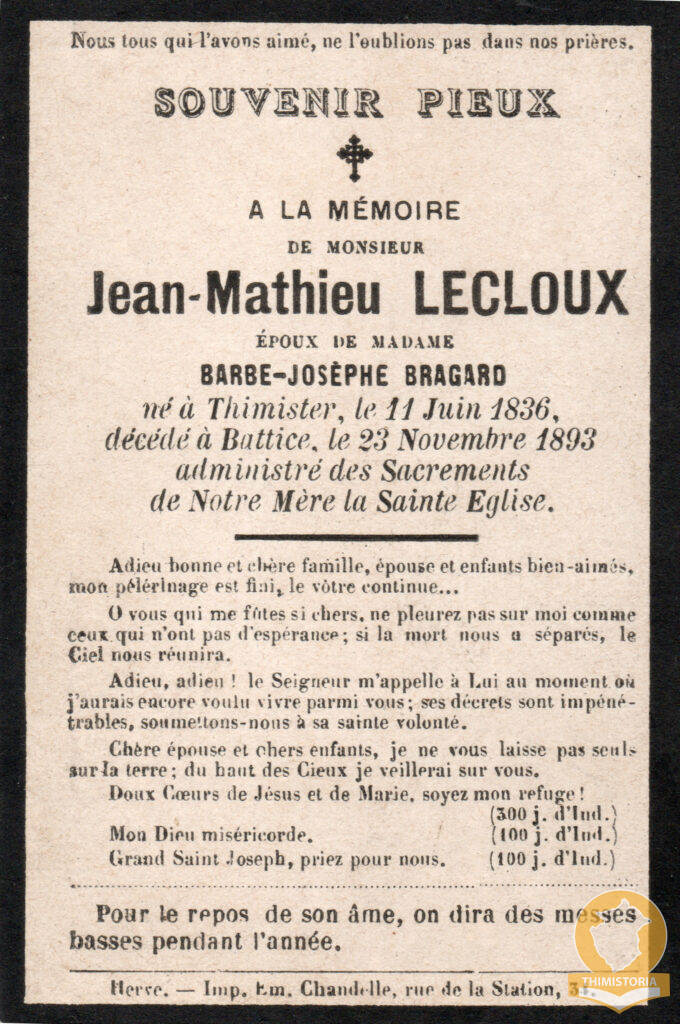 Nous tous qui l'avons aimé, ne l'oublions pas dans nos prières.
SOUVENIR PIEUX
A LA MÉMOIRE
DE MONSIEUR
Jean-Mathieu LECLOUX
ÉPOUX DE MADAME
BARBE-JOSÈPHE BRAGARD
né à Thimister, le 11 Juin 1836,
décédé à Battice, le 23 Novembre 1893
administré des Sacrements
de Notre Mère la Sainte Eglise.
Adieu bonne et chère famille, épouse et enfants bien-aimés,
mon pélérinage est fini, le vôtre continue...
O vous qui me fûtes si chers, ne pleurez pas sur moi comme
ceux qui n'ont pas d'espérance; si la mort nous a séparés, le
Ciel nous réunira.
Adieu, adieu ! le Seigneur m'appelle à Lui au moment où
j'aurais encore voulu vivre parmi vous; ses décrets sont impéné-
trables, soumettons-nous à sa sainte volonté.
Chère épouse et chers enfants, je ne vous laisse pas seuls
sur la terre; du haut des Cieux je veillerai sur vous.
Doux Cœurs de Jésus et de Marie, soyez mon refuge!
(300 j. d'Ind.)
Mon Dieu miséricorde. (100 j. d'Ind.)
Grand Saint Joseph, priez pour nous. (100 j. d'Ind.)
Pour le repos de son âme, on dira des messes
basses pendant l'année.
Herve. — Imp. Em. Chandelle, rue de la Station,
THIMISTORIA